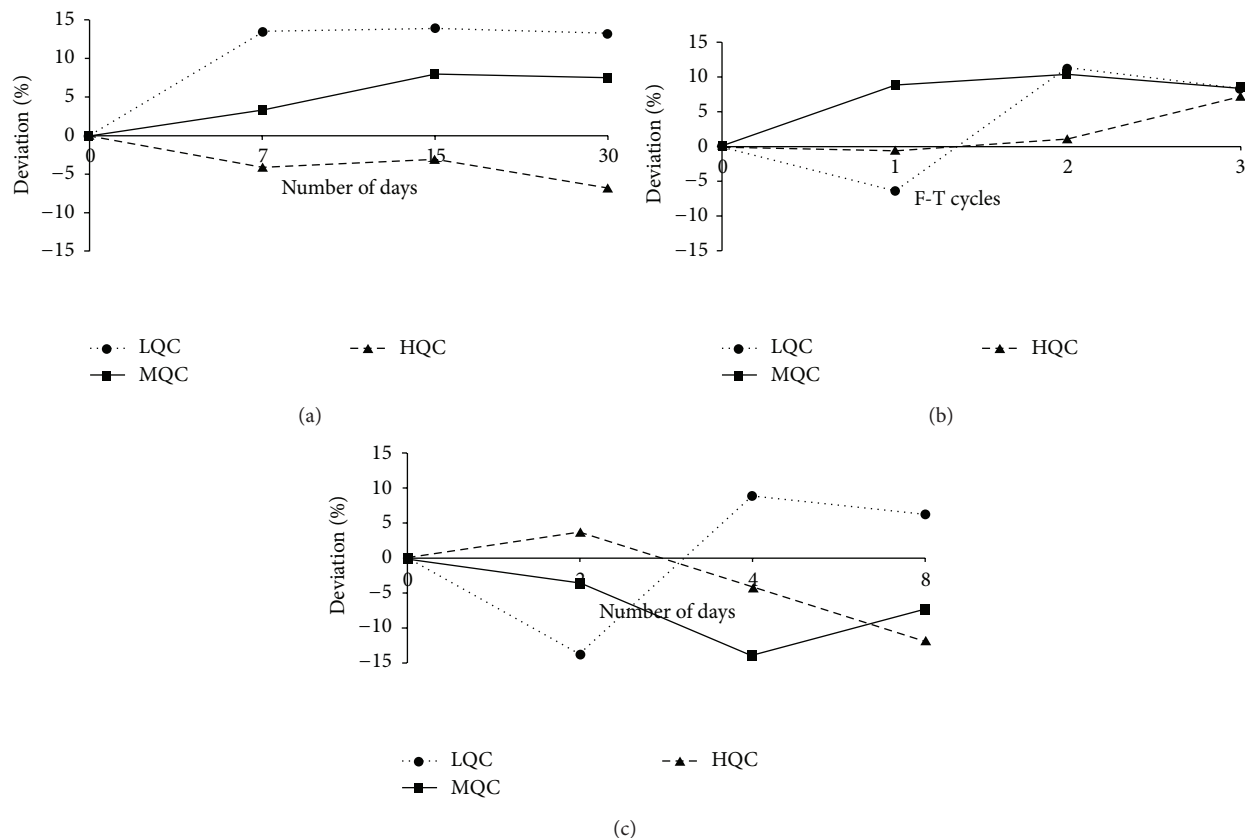 15
10
5
0
−5
−10
−15
Deviation (%)
0 7 15 30
Number of days
LQC HQC
MQC
(a)
15
10
5
0
−5
−10
−15
Deviation (%)
0 1 2 3
F-T cycles
LQC HQC
MQC
(b)
15
10
5
0
−5
−10
−15
Deviation (%)
0 2 4 8
Number of days
LQC HQC
MQC
(c)